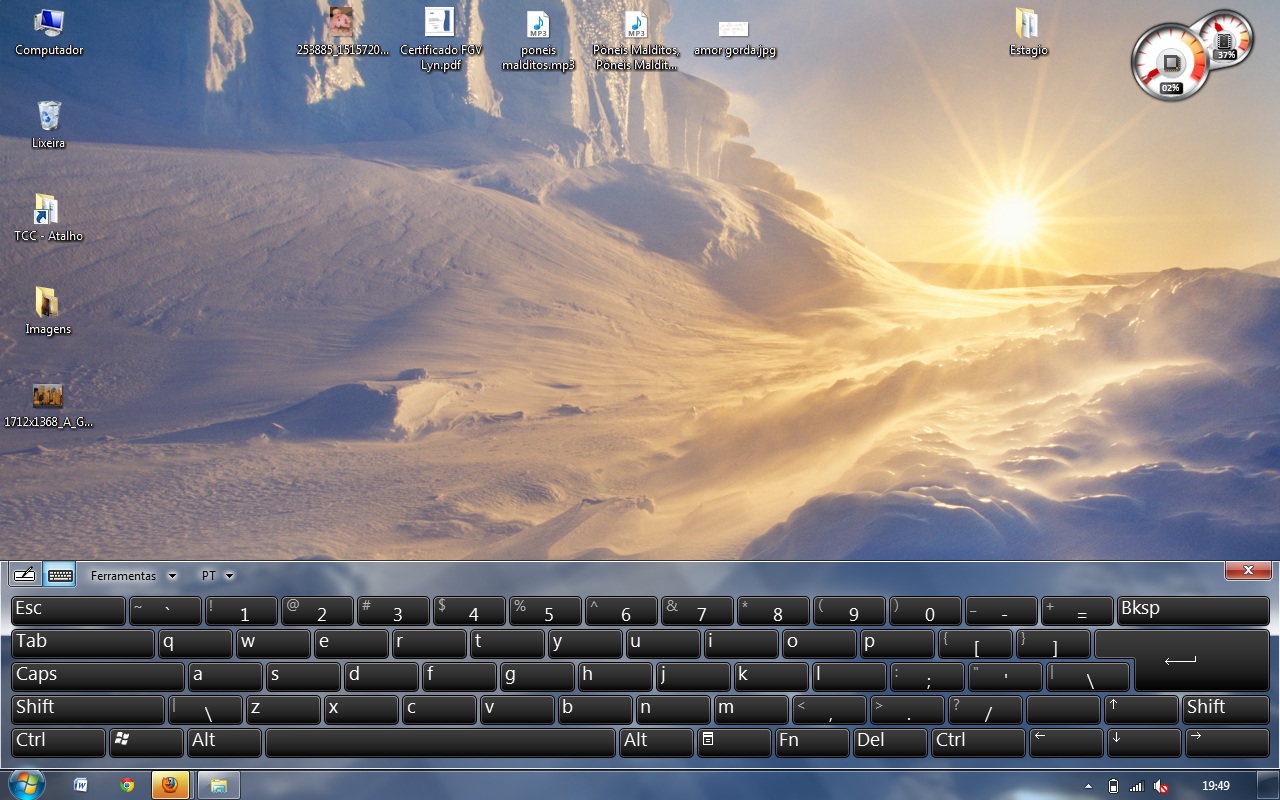 Computador
253885_1515720...
Certificado FGV
Lyn.pdf
MP3
poneis
malditos.mp3
MP3
Pôneis Malditos,
Pôneis Maldit...
amor gorda.jpg
Estagio
37%
02%
Lixeira
TCC - Atalho
Imagens
1712x1368_A_G...
Ferramentas PT
Esc ~ ` ! 1 @ 2 # 3 $ 4 % 5 ^ 6 & 7 * 8 ( 9 ) 0 _ - + = Bksp
Tab q w e r t y u i o p { [ } ]
Caps a s d f g h j k l : ; " ' | \
Shift | \ z x c v b n m < , > . ? / ↑ Shift
Ctrl Alt Alt Fn Del Ctrl ← ↓ →
19:49